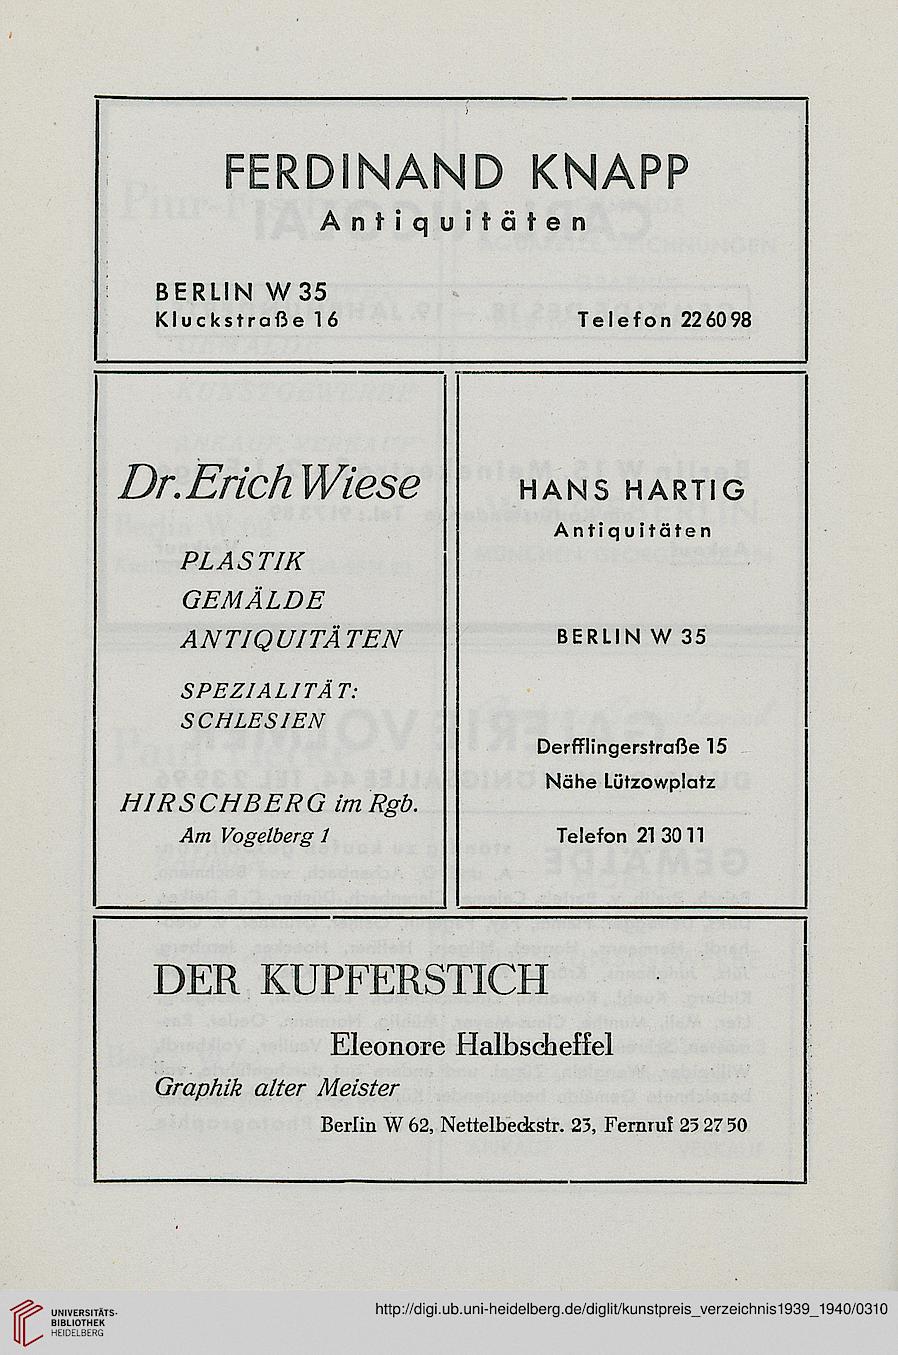 FERDINAND KNAPP
Antiquitäten
BERLIN W 35
Kluckstraße 16 Telefon 22 60 98
Dr. Erich Wiese
PLASTIK
GEMÄLDE
ANTIQUITÄTEN
SPEZIALITÄT:
SCHLESIEN
HIRSCHBERG im Rgb.
Am Vogelberg 1
HANS HARTIG
Antiquitäten
BERLIN W 35
Derfflingerstraße 15
Nähe Lützowplatz
Telefon 21 30 11
DER KUPFERSTICH
Eleonore Halbscheffel
Graphik alter Meister
Berlin W 62, Nettelbeckstr. 23, Fernruf 25 27 50
UNIVERSITÄTS-
BIBLIOTHEK
HEIDELBERG
http://digi.ub.uni-heidelberg.de/diglit/kunstpreis_verzeichnis1939_1940/0310